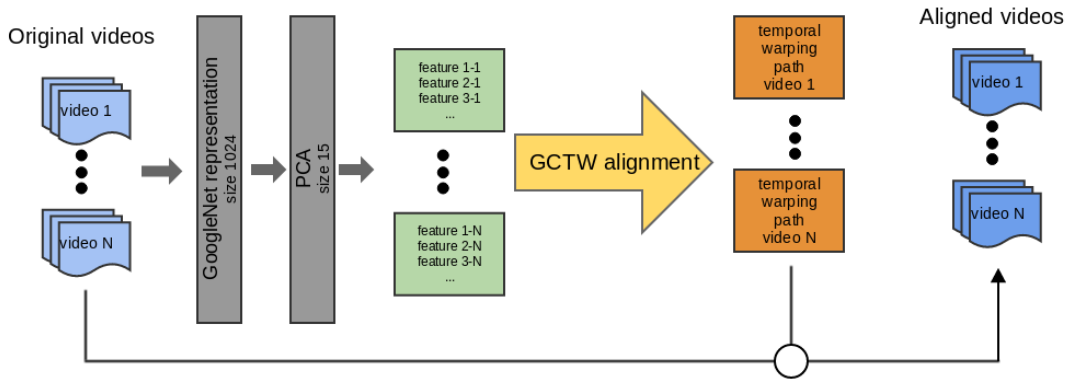 Original videos
video 1
video N
GoogleNet representation
size 1024
PCA
size 15
feature 1-1
feature 2-1
feature 3-1
...
feature 1-N
feature 2-N
feature 3-N
...
GCTW alignment
temporal
warping
path
video 1
temporal
warping
path
video N
Aligned videos
video 1
video N